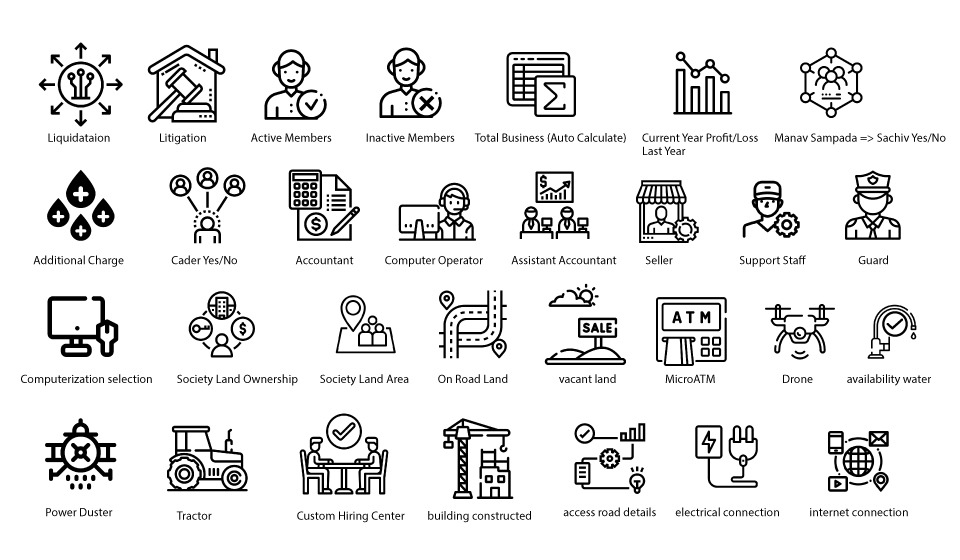 Liquidataion
Litigation
Active Members
Inactive Members
Total Business (Auto Calculate)
Current Year Profit/Loss
Last Year
Manav Sampada => Sachiv Yes/No
$
Additional Charge
Cader Yes/No
Accountant
Computer Operator
Assistant Accountant
Seller
Support Staff
Guard
SALE
ATM
Computerization selection
Society Land Ownership
Society Land Area
On Road Land
vacant land
MicroATM
Drone
availability water
Power Duster
Tractor
Custom Hiring Center
building constructed
access road details
electrical connection
internet connection